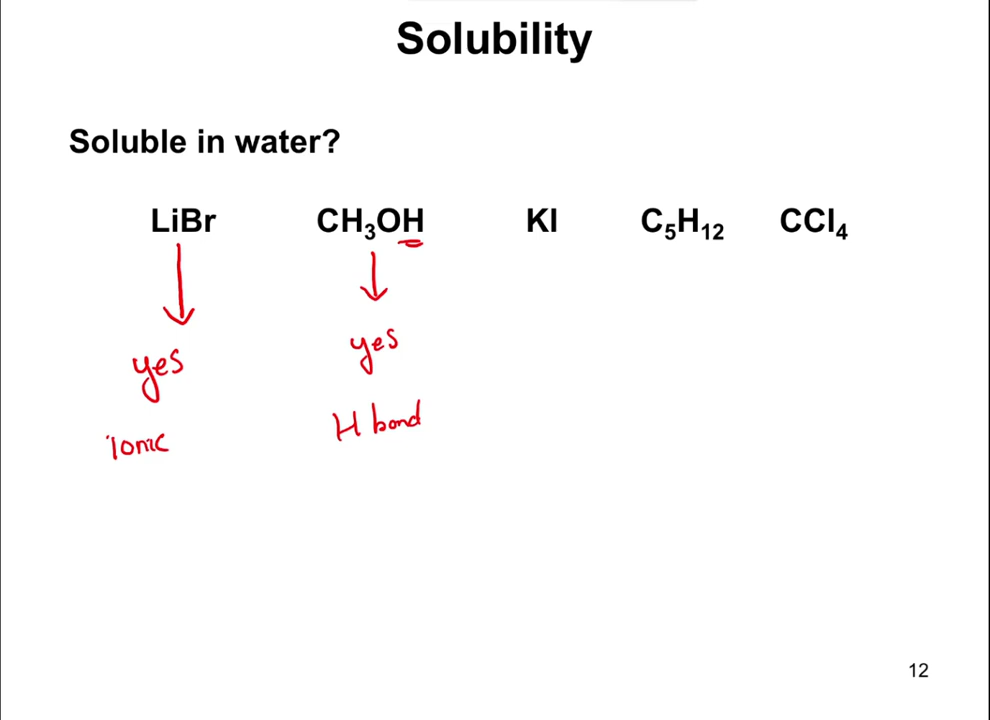 Solubility
Soluble in water?
LiBr CH₃OH KI C₅H₁₂ CCl₄
yes yes
ionic H bond
12